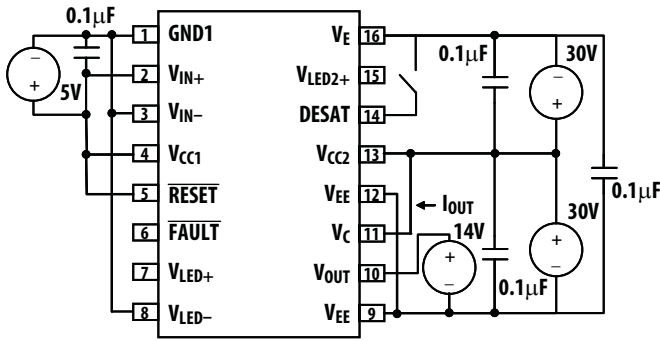 0.1μF
5V
1 GND1
2 VIN+
3 VIN-
4 VCC1
5 RESET
6 FAULT
7 VLED+
8 VLED-
VE 16
VLED2+ 15
DESAT 14
VCC2 13
VEE 12
VC 11
VOUT 10
VEE 9
0.1μF
30V
IOUT
14V
0.1μF
30V
0.1μF